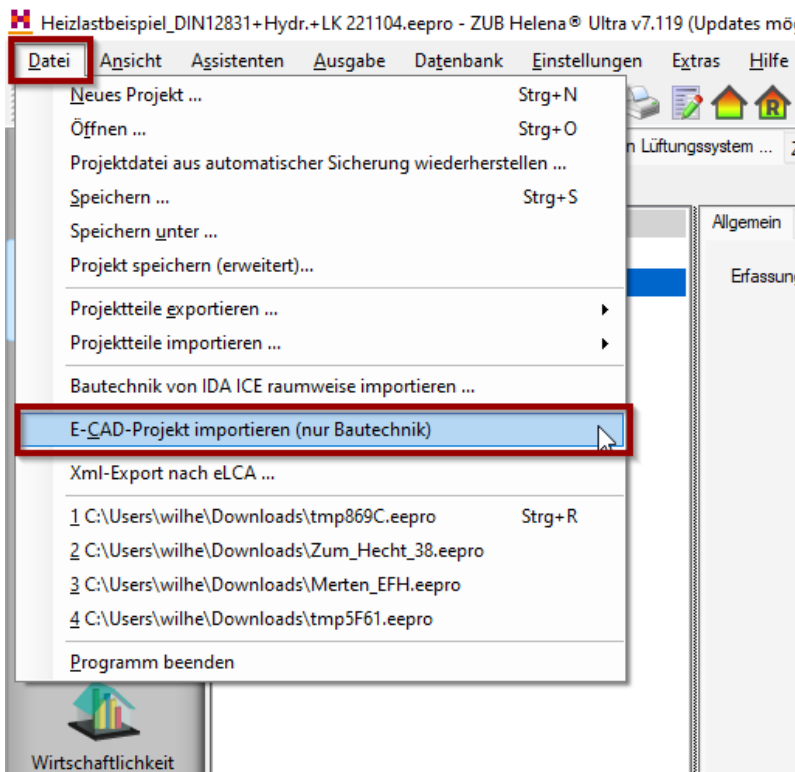 Heizlastbeispiel_DIN12831+Hydr.+LK 221104.eepro - ZUB Helena® Ultra v7.119 (Updates mö
Datei Ansicht Assistenten Ausgabe Datenbank Einstellungen Extras Hilfe
Neues Projekt ... Strg+N
Öffnen ... Strg+O
n Lüftungssystem ...
Projektdatei aus automatischer Sicherung wiederherstellen ...
Speichern ... Strg+S
Speichern unter ...
Allgemein
Projekt speichern (erweitert)...
Erfassung
Projektteile exportieren ...
Projektteile importieren ...
Bautechnik von IDA ICE raumweise importieren ...
E-CAD-Projekt importieren (nur Bautechnik)
Xml-Export nach eLCA ...
1 C:\Users\wilhe\Downloads\tmp869C.eepro Strg+R
2 C:\Users\wilhe\Downloads\Zum_Hecht_38.eepro
3 C:\Users\wilhe\Downloads\Merten_EFH.eepro
4 C:\Users\wilhe\Downloads\tmp5F61.eepro
Programm beenden
Wirtschaftlichkeit